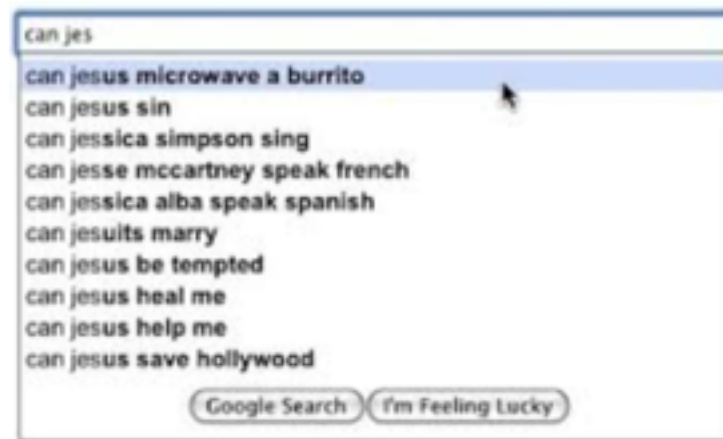 can jes
can jesus microwave a burrito
can jesus sin
can jessica simpson sing
can jesse mccartney speak french
can jessica alba speak spanish
can jesuits marry
can jesus be tempted
can jesus heal me
can jesus help me
can jesus save hollywood
Google Search I'm Feeling Lucky